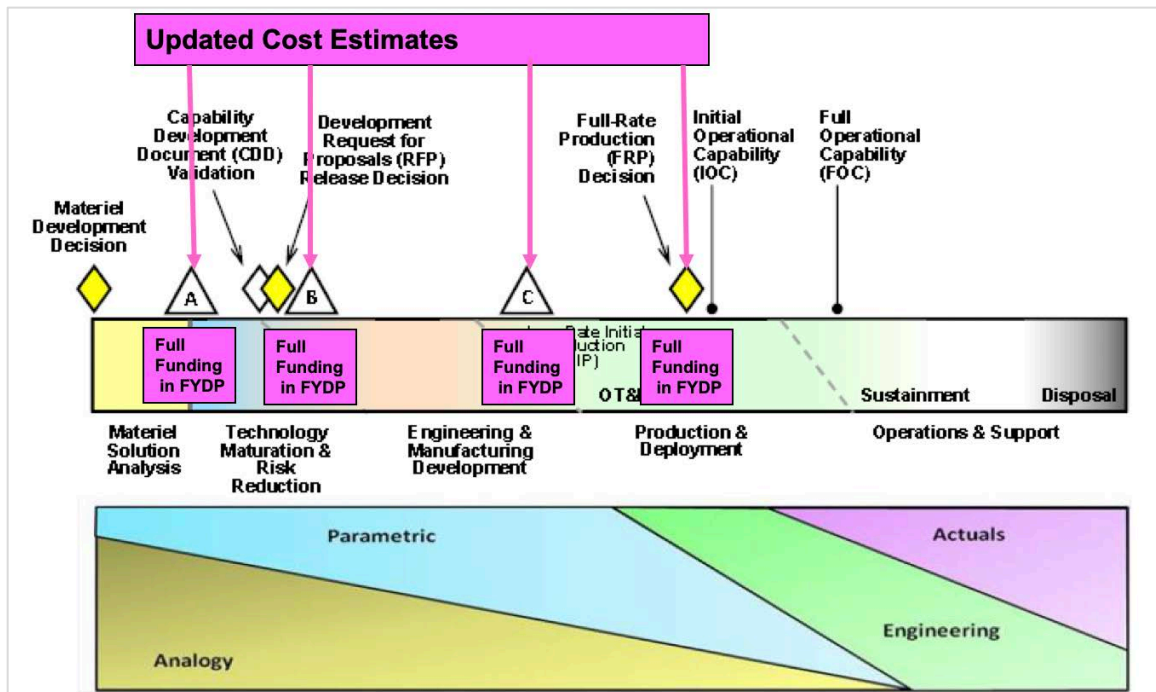 Updated Cost Estimates
Capability
Development
Document (CDD)
Validation
Development
Request for
Proposals (RFP)
Release Decision
Full-Rate
Production
(FRP)
Decision
Initial
Operational
Capability
(IOC)
Full
Operational
Capability
(FOC)
Materiel
Development
Decision
A
B
C
Full
Funding
in FYDP
Full
Funding
in FYDP
Full
Funding
in FYDP
Rate Initial
OT&
Full
Funding
in FYDP
Sustainment
Disposal
Materiel
Solution
Analysis
Technology
Maturation &
Risk
Reduction
Engineering &
Manufacturing
Development
Production &
Deployment
Operations & Support
Parametric
Actuals
Engineering
Analogy